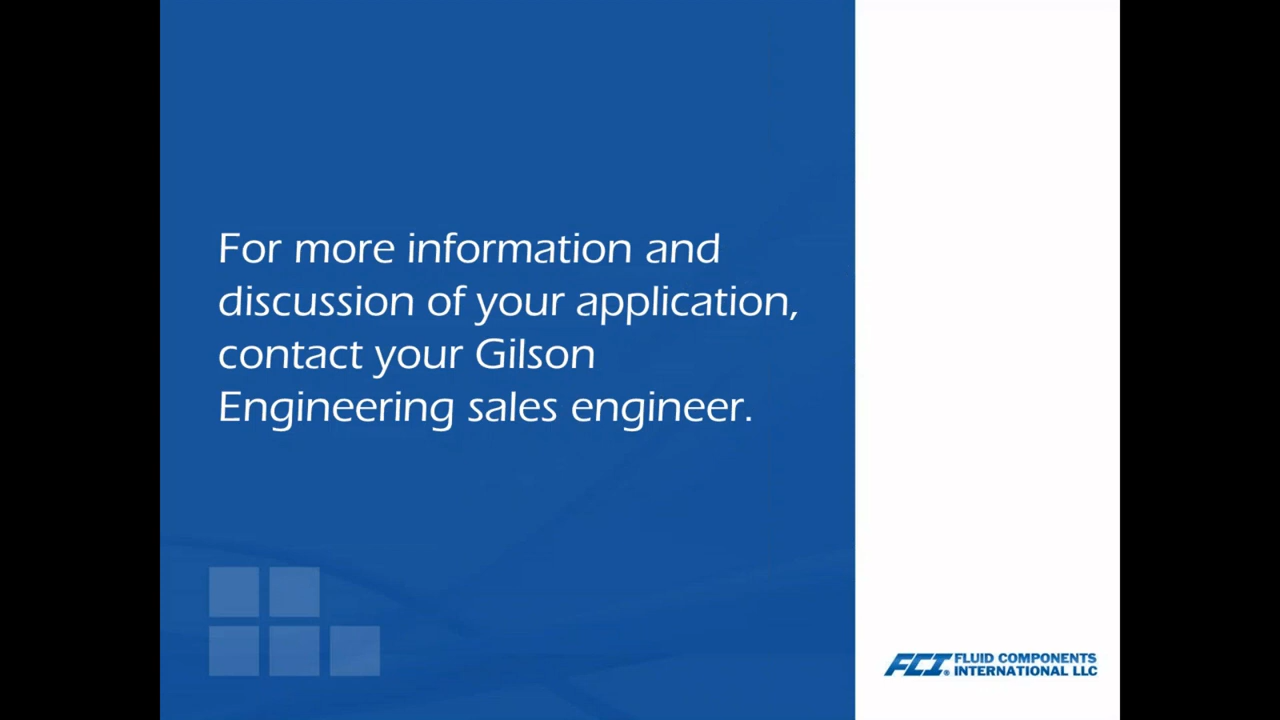 For more information and
discussion of your application,
contact your Gilson
Engineering sales engineer.
FCI® FLUID COMPONENTS
INTERNATIONAL LLC